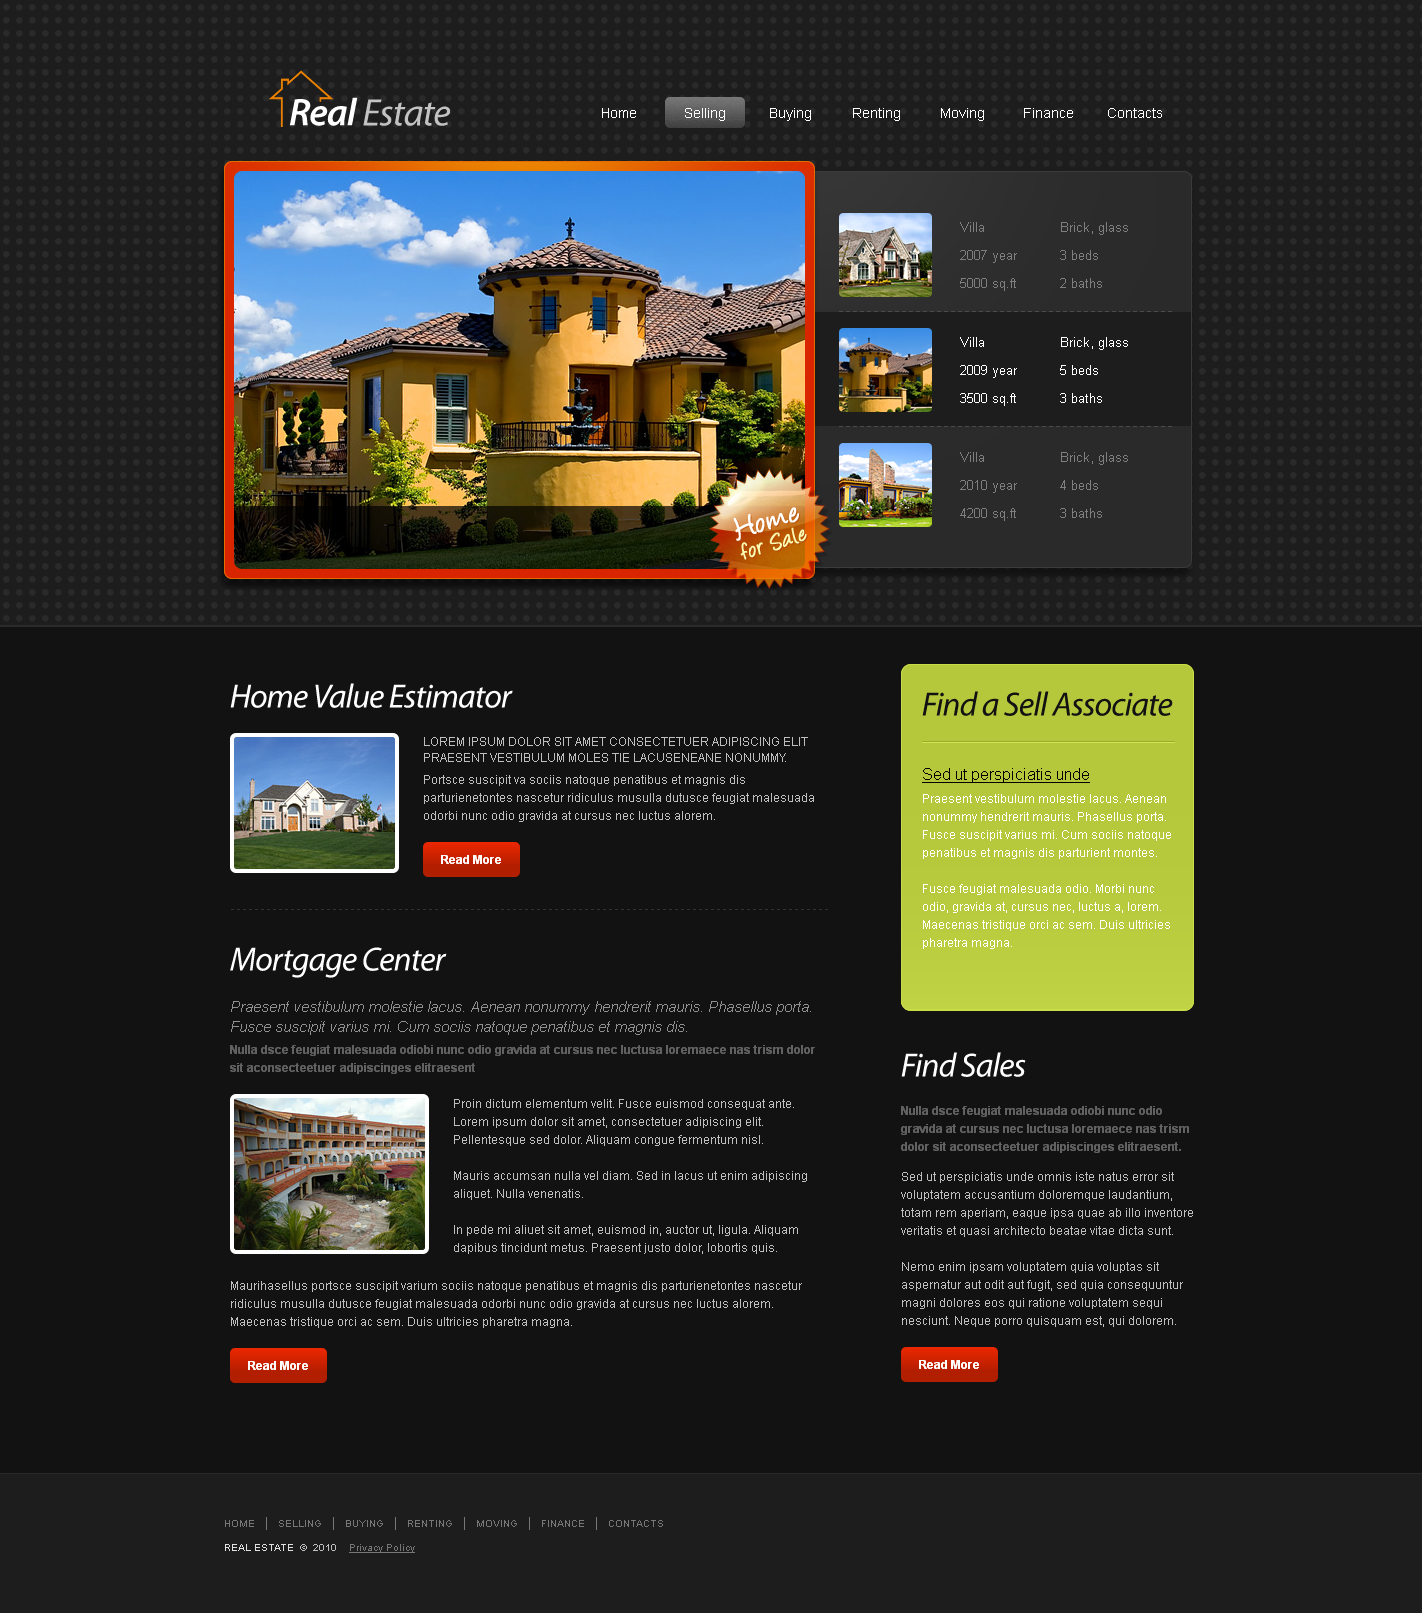 Real Estate
Home Selling Buying Renting Moving Finance Contacts
Villa Brick, glass
2007 year 3 beds
5000 sq.ft 2 baths
Villa Brick, glass
2009 year 5 beds
3500 sq.ft 3 baths
Villa Brick, glass
2010 year 4 beds
4200 sq.ft 3 baths
Home
for Sale
Home Value Estimator
LOREM IPSUM DOLOR SIT AMET CONSECTETUER ADIPISCING ELIT
PRAESENT VESTIBULUM MOLES TIE LACUSENEANE NONUMMY.
Portsce suscipit va sociis natoque penatibus et magnis dis
parturienetontes nascetur ridiculus musulla dutusce feugiat malesuada
odorbi nunc odio gravida at cursus nec luctus alorem.
Read More
Mortgage Center
Praesent vestibulum molestie lacus. Aenean nonummy hendrerit mauris. Phasellus porta.
Fusce suscipit varius mi. Cum sociis natoque penatibus et magnis dis.
Nulla dsce feugiat malesuada odiobi nunc odio gravida at cursus nec luctusa loremaece nas trism dolor
sit aconsecteetuer adipiscinges elitraesent
Proin dictum elementum velit. Fusce euismod consequat ante.
Lorem ipsum dolor sit amet, consectetuer adipiscing elit.
Pellentesque sed dolor. Aliquam congue fermentum nisl.
Mauris accumsan nulla vel diam. Sed in lacus ut enim adipiscing
aliquet. Nulla venenatis.
In pede mi aliuet sit amet, euismod in, auctor ut, ligula. Aliquam
dapibus tincidunt metus. Praesent justo dolor, lobortis quis.
Maurihasellus portsce suscipit varium sociis natoque penatibus et magnis dis parturienetontes nascetur
ridiculus musulla dutusce feugiat malesuada odorbi nunc odio gravida at cursus nec luctus alorem.
Maecenas tristique orci ac sem. Duis ultricies pharetra magna.
Read More
Find a Sell Associate
Sed ut perspiciatis unde
Praesent vestibulum molestie lacus. Aenean
nonummy hendrerit mauris. Phasellus porta.
Fusce suscipit varius mi. Cum sociis natoque
penatibus et magnis dis parturient montes.
Fusce feugiat malesuada odio. Morbi nunc
odio, gravida at, cursus nec, luctus a, lorem.
Maecenas tristique orci ac sem. Duis ultricies
pharetra magna.
Find Sales
Nulla dsce feugiat malesuada odiobi nunc odio
gravida at cursus nec luctusa loremaece nas trism
dolor sit aconsecteetuer adipiscinges elitraesent.
Sed ut perspiciatis unde omnis iste natus error sit
voluptatem accusantium doloremque laudantium,
totam rem aperiam, eaque ipsa quae ab illo inventore
veritatis et quasi architecto beatae vitae dicta sunt.
Nemo enim ipsam voluptatem quia voluptas sit
aspernatur aut odit aut fugit, sed quia consequuntur
magni dolores eos qui ratione voluptatem sequi
nesciunt. Neque porro quisquam est, qui dolorem.
Read More
HOME | SELLING | BUYING | RENTING | MOVING | FINANCE | CONTACTS
REAL ESTATE © 2010 Privacy Policy